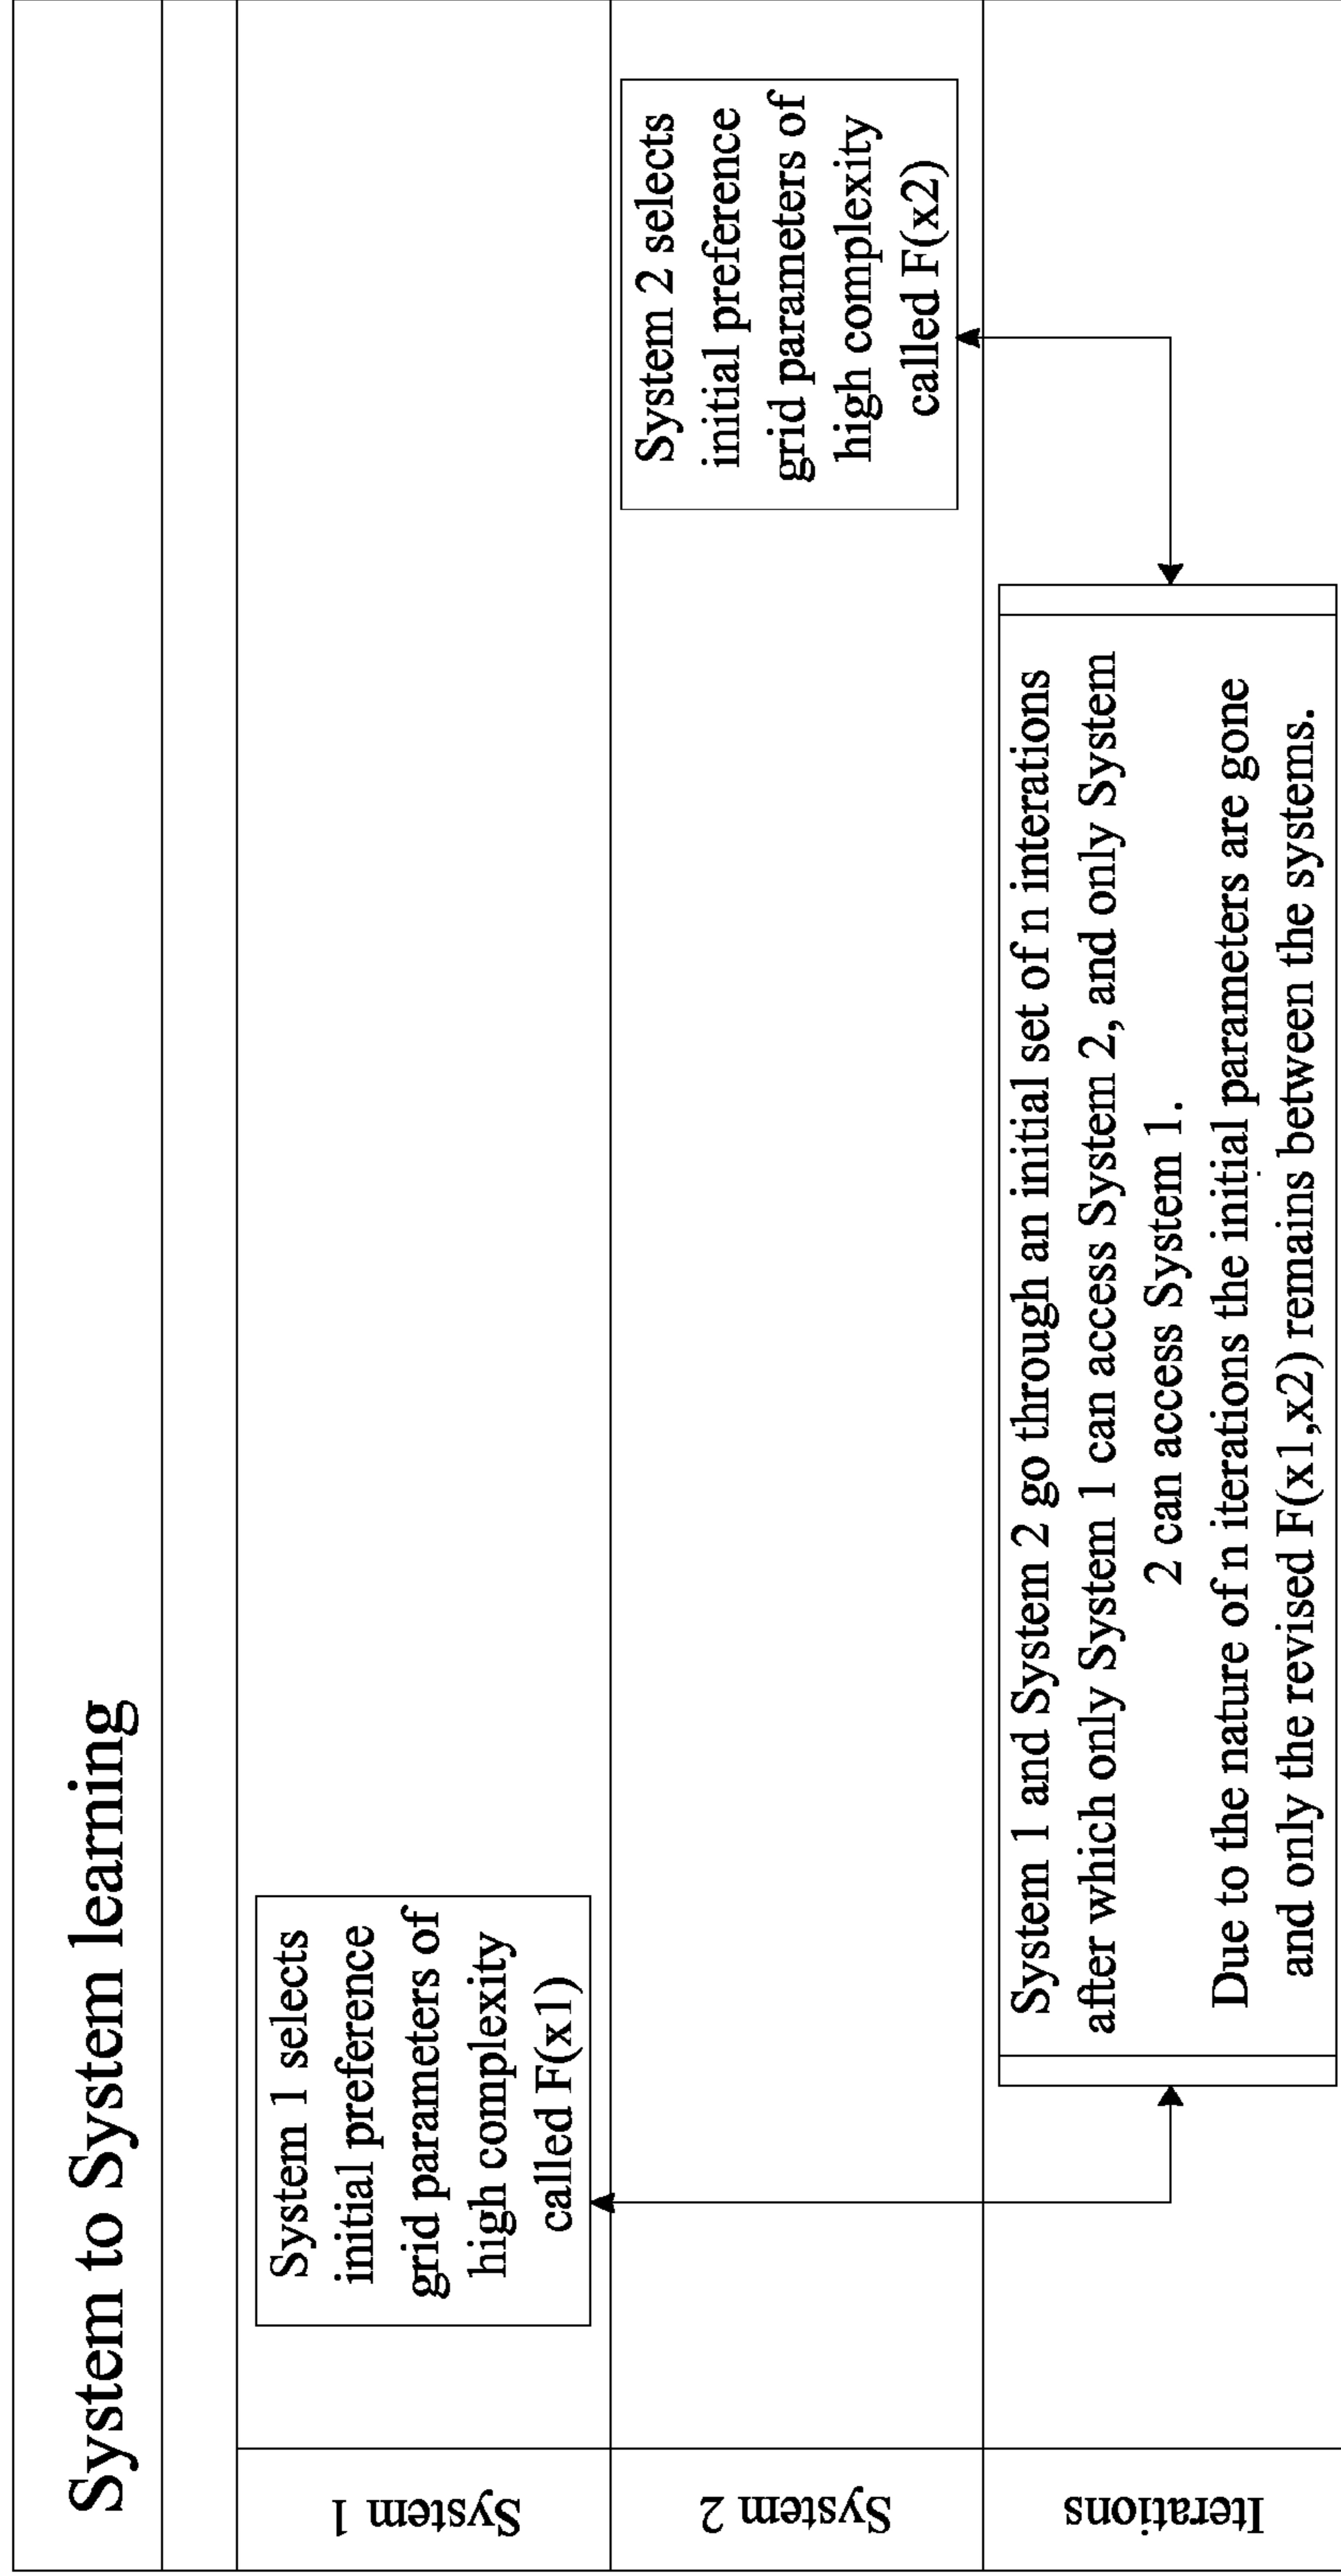 System to System learning
System 1
System 1 selects
initial preference
grid parameters of
high complexity
called F(x1)
System 2
System 2 selects
initial preference
grid parameters of
high complexity
called F(x2)
Iterations
System 1 and System 2 go through an initial set of n interations
after which only System 1 can access System 2, and only System
2 can access System 1.
Due to the nature of n iterations the initial parameters are gone
and only the revised F(x1,x2) remains between the systems.